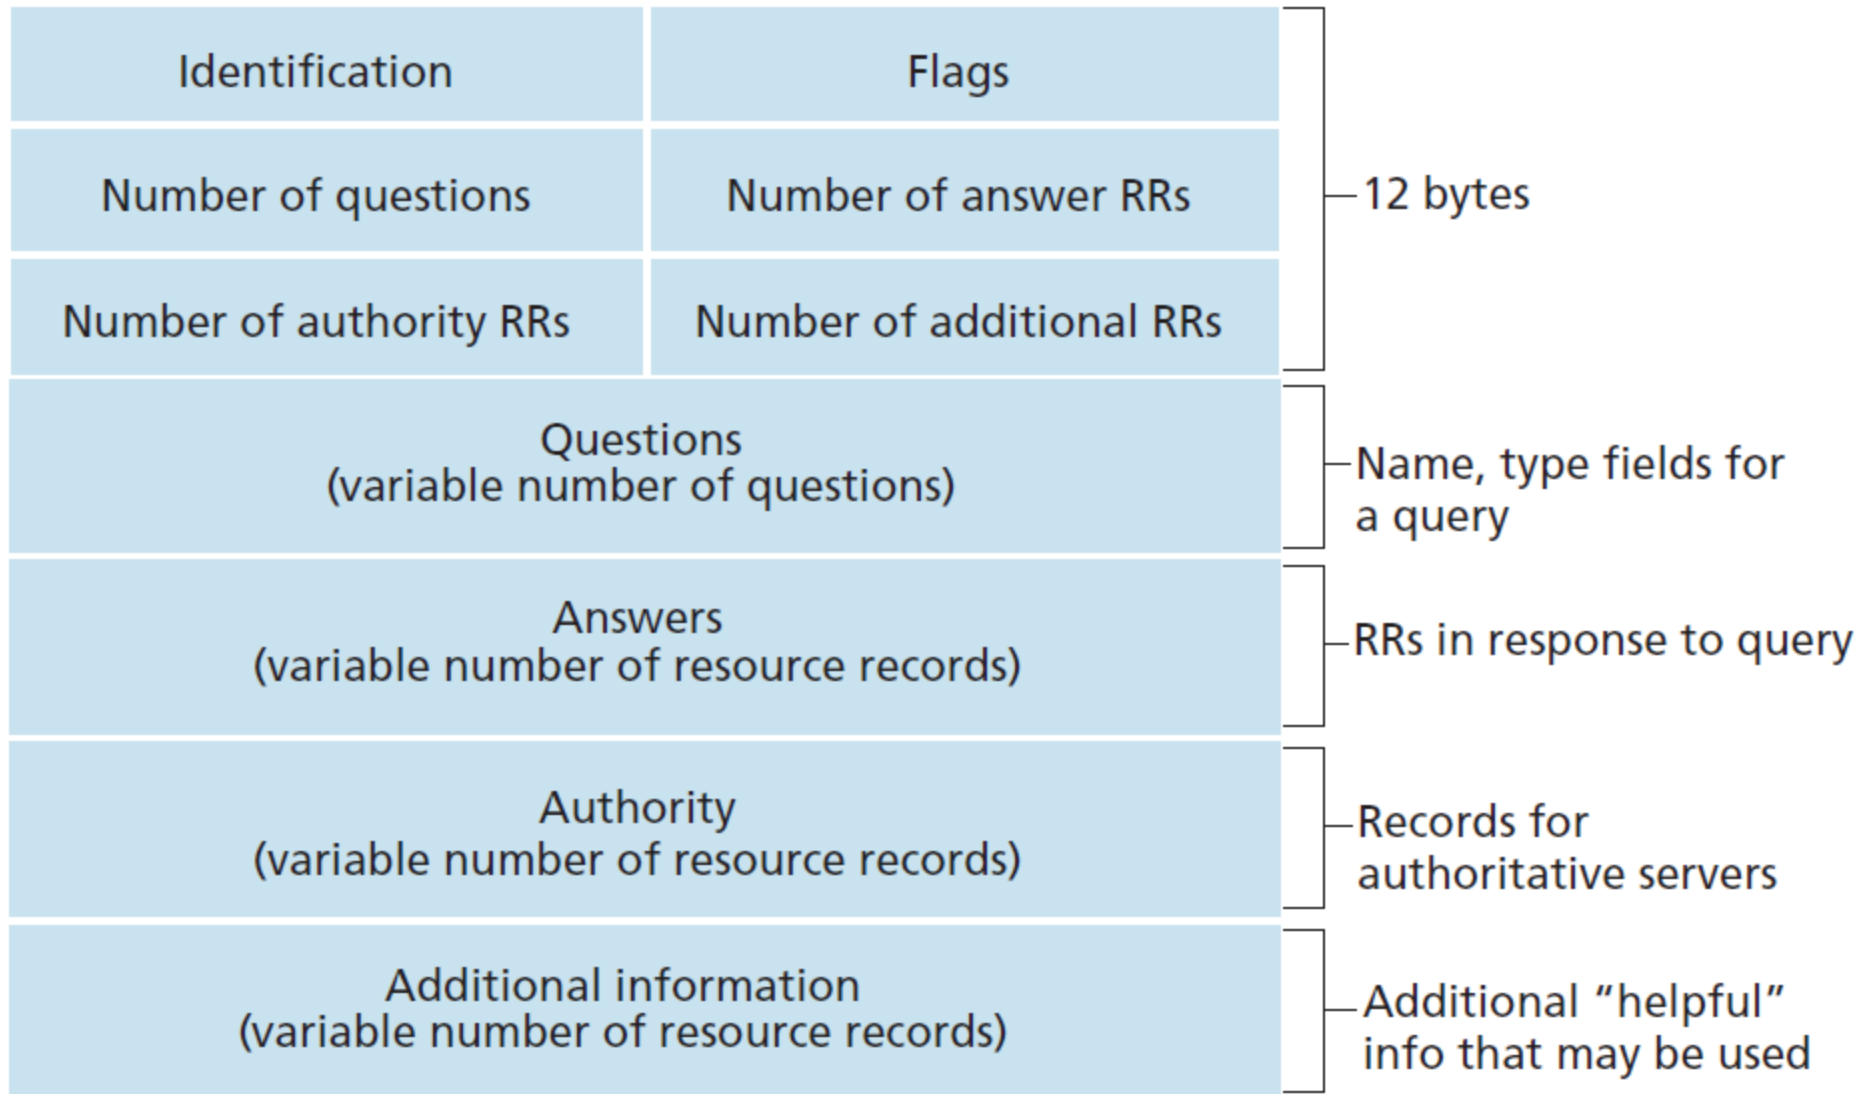 Identification
Flags
Number of questions
Number of answer RRs
12 bytes
Number of authority RRs
Number of additional RRs
Questions
(variable number of questions)
Name, type fields for
a query
Answers
(variable number of resource records)
RRs in response to query
Authority
(variable number of resource records)
Records for
authoritative servers
Additional information
(variable number of resource records)
Additional “helpful”
info that may be used